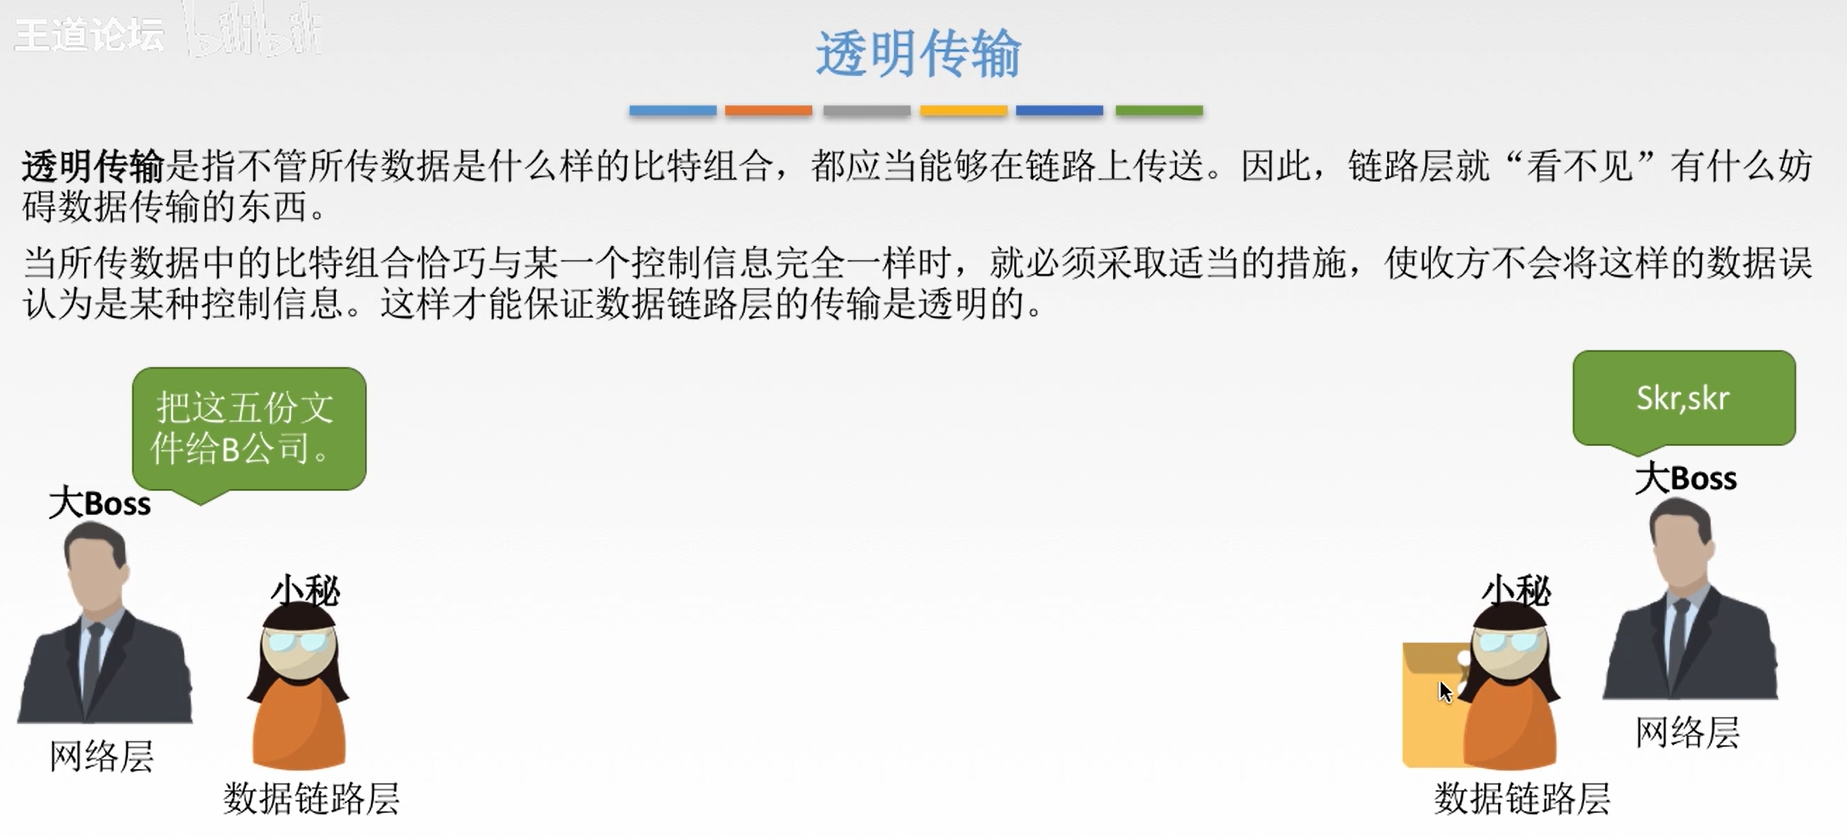 王道论坛 bilibili
透明传输
透明传输是指不管所传数据是什么样的比特组合，都应当能够在链路上传送。因此，链路层就“看不见”有什么妨
碍数据传输的东西。
当所传数据中的比特组合恰巧与某一个控制信息完全一样时，就必须采取适当的措施，使收方不会将这样的数据误
认为是某种控制信息。这样才能保证数据链路层的传输是透明的。
把这五份文
件给B公司。
大Boss
小秘
网络层
数据链路层
Skr,skr
大Boss
小秘
网络层
数据链路层